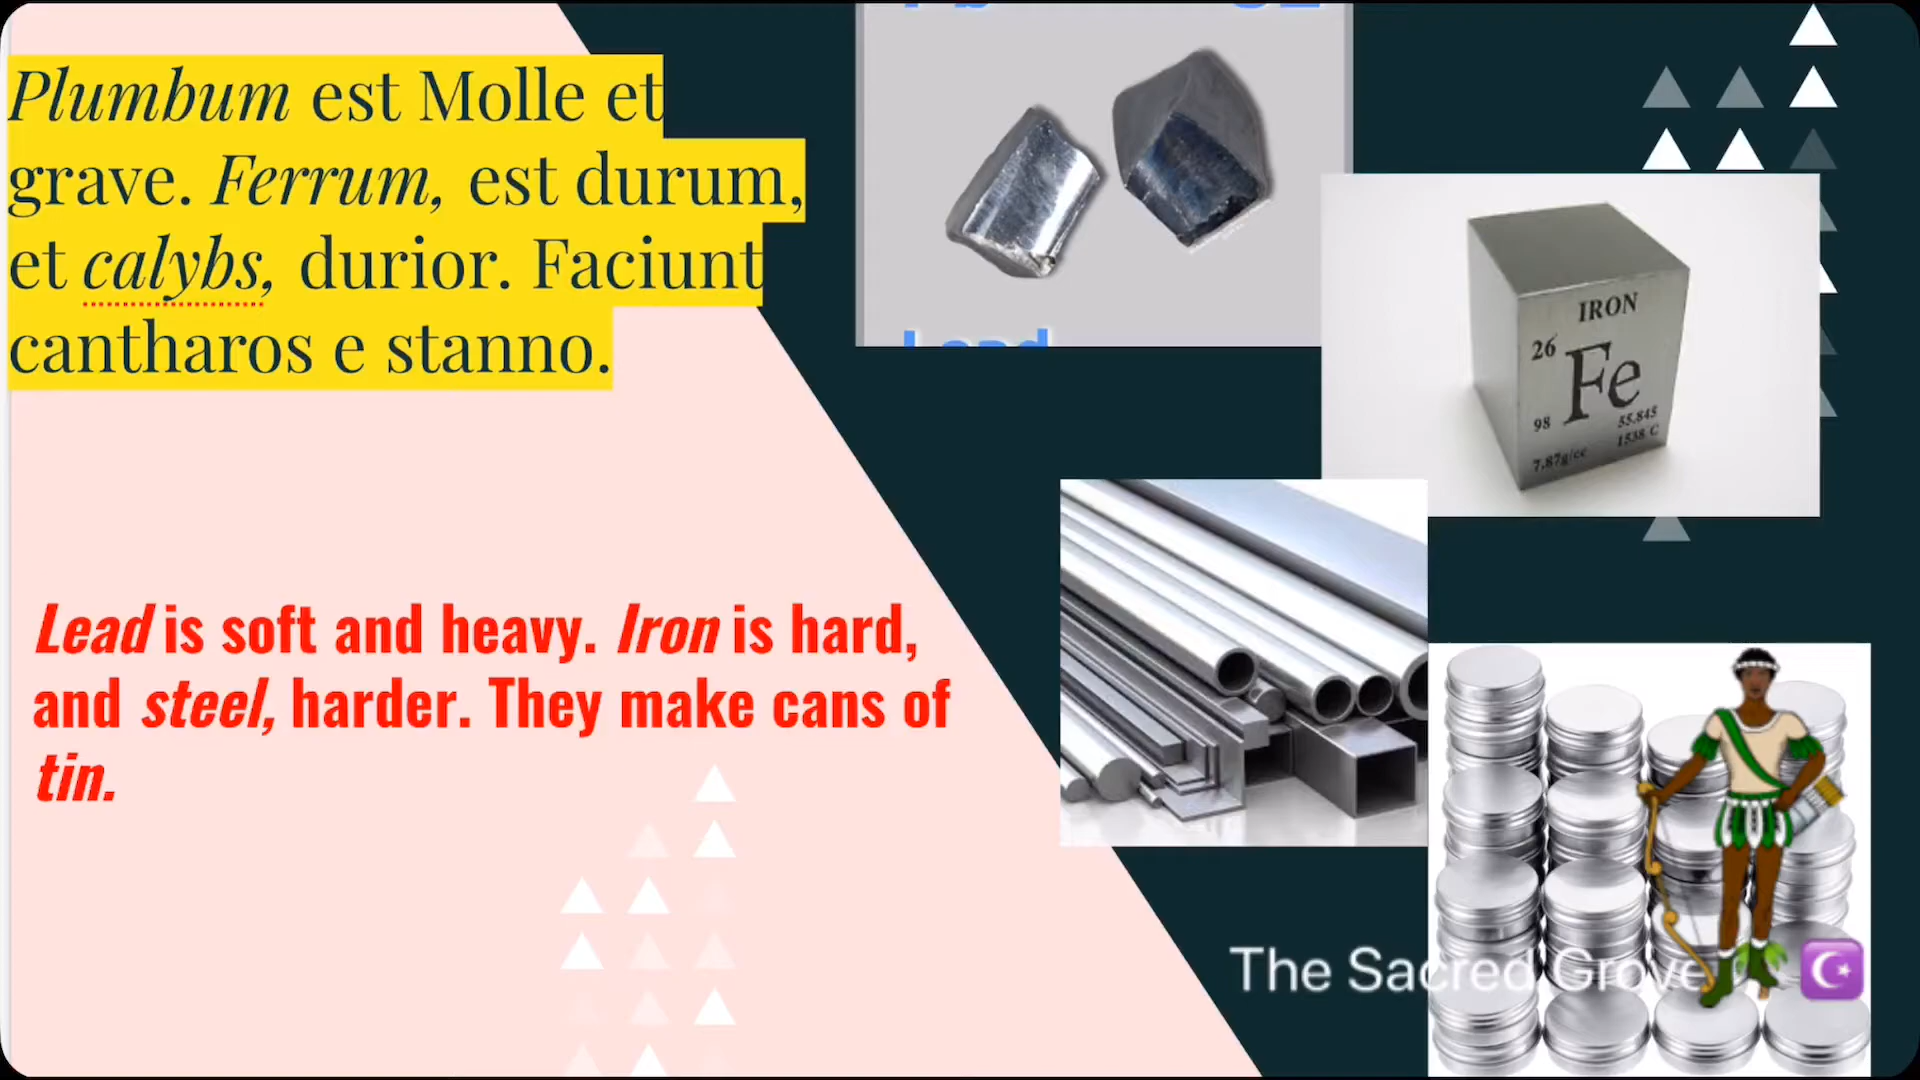 Plumbum est Molle et
grave. Ferrum, est durum,
et calybs, durior. Faciunt
cantharos e stanno.
Lead is soft and heavy. Iron is hard,
and steel, harder. They make cans of
tin.
Lead
IRON
26
Fe
98
55.845
1538 C
7.87g/cc
The Sacred Grove